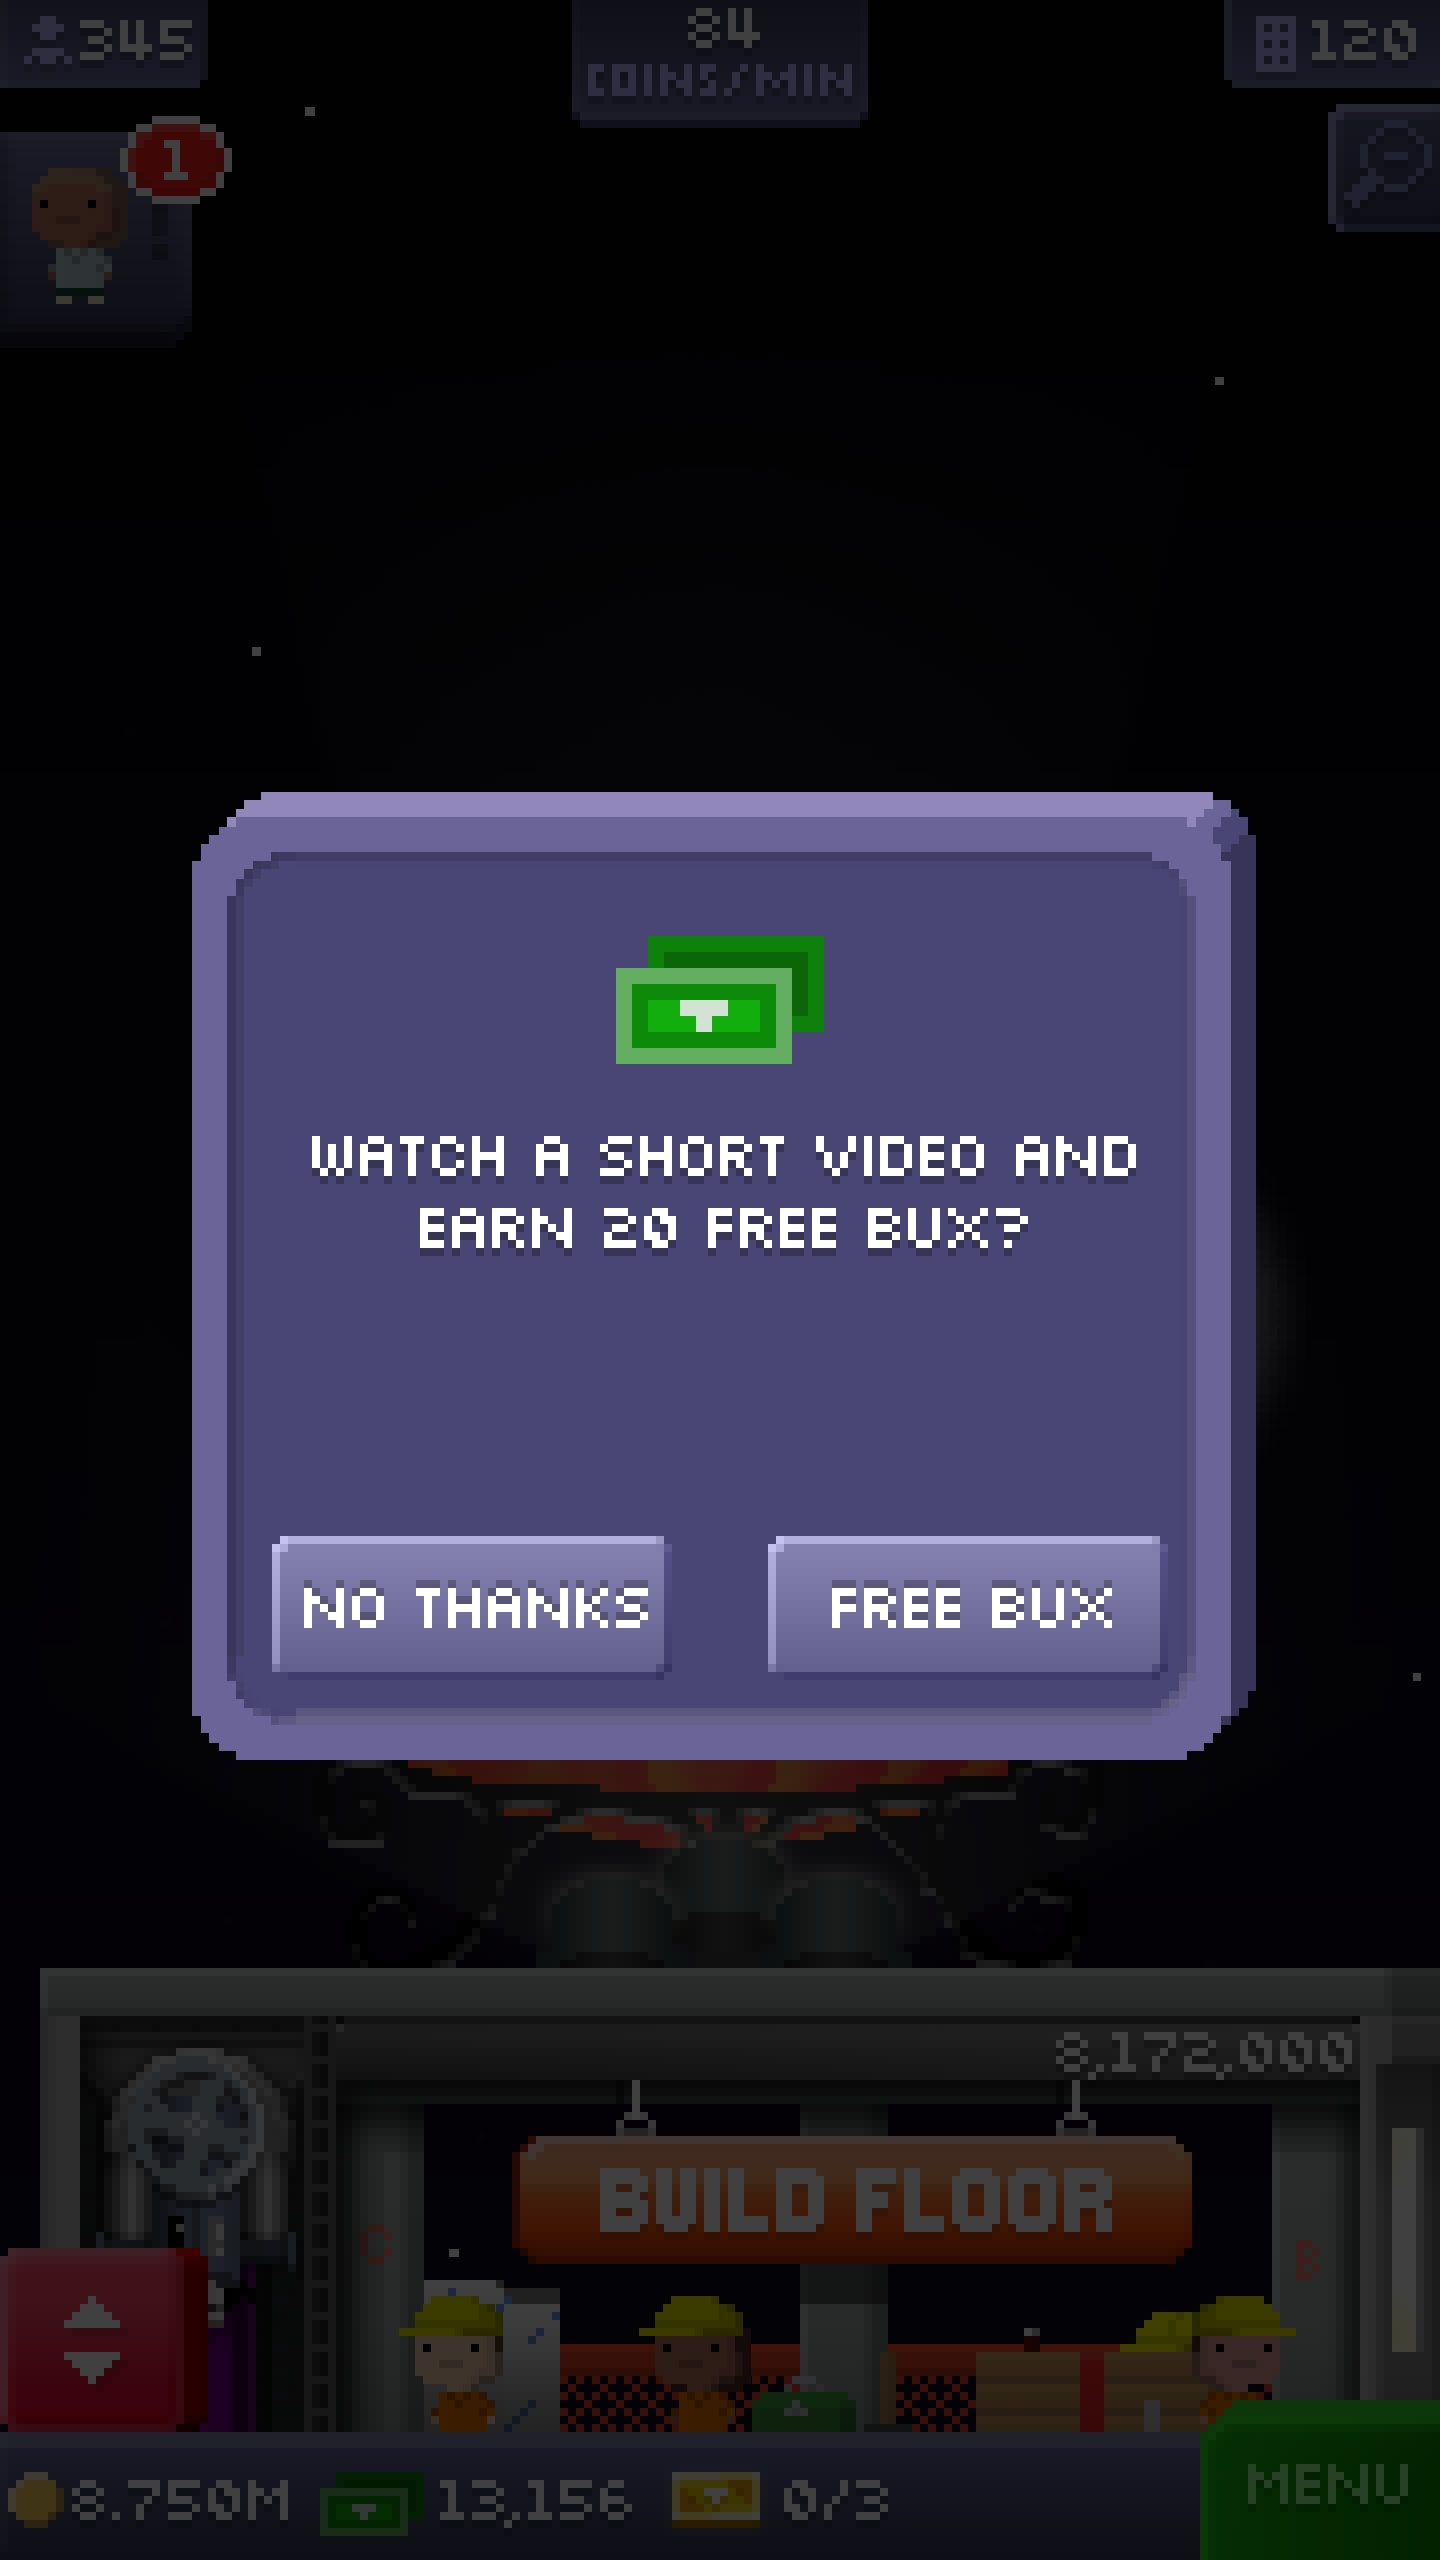 345
84
COINS/MIN
120
1
WATCH A SHORT VIDEO AND
EARN 20 FREE BUX?
NO THANKS
FREE BUX
8,172,000
BUILD FLOOR
C
B
8.750M
13,156
0/3
MENU